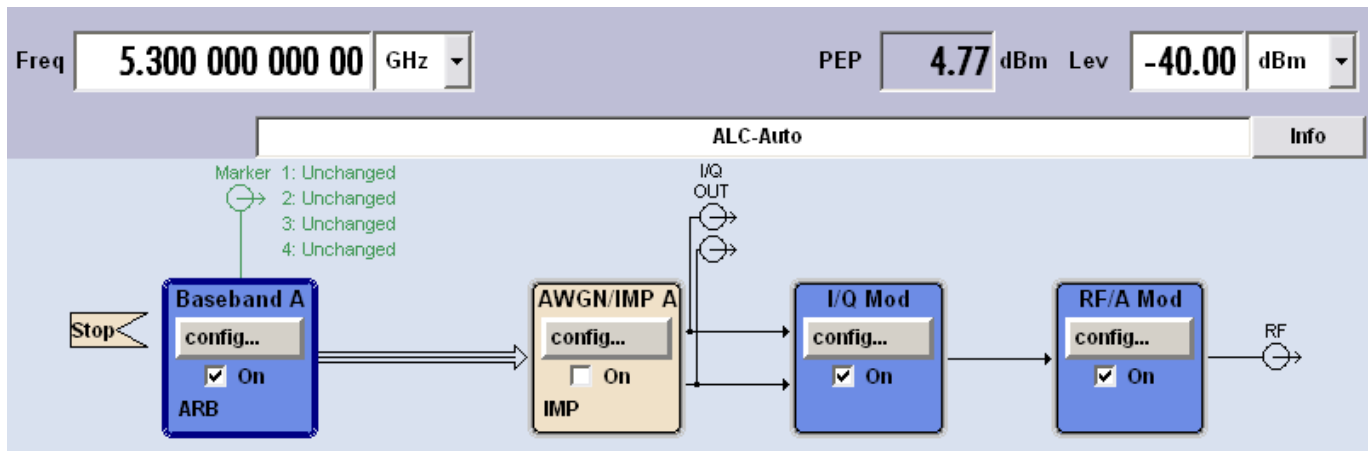 Freq 5.300 000 000 00 GHz PEP 4.77 dBm Lev -40.00 dBm
ALC-Auto Info
Marker 1: Unchanged
2: Unchanged
3: Unchanged
4: Unchanged
I/Q
OUT
Stop
Baseband A
config...
On
ARB
AWGN/IMP A
config...
On
IMP
I/Q Mod
config...
On
RF/A Mod
config...
On
RF